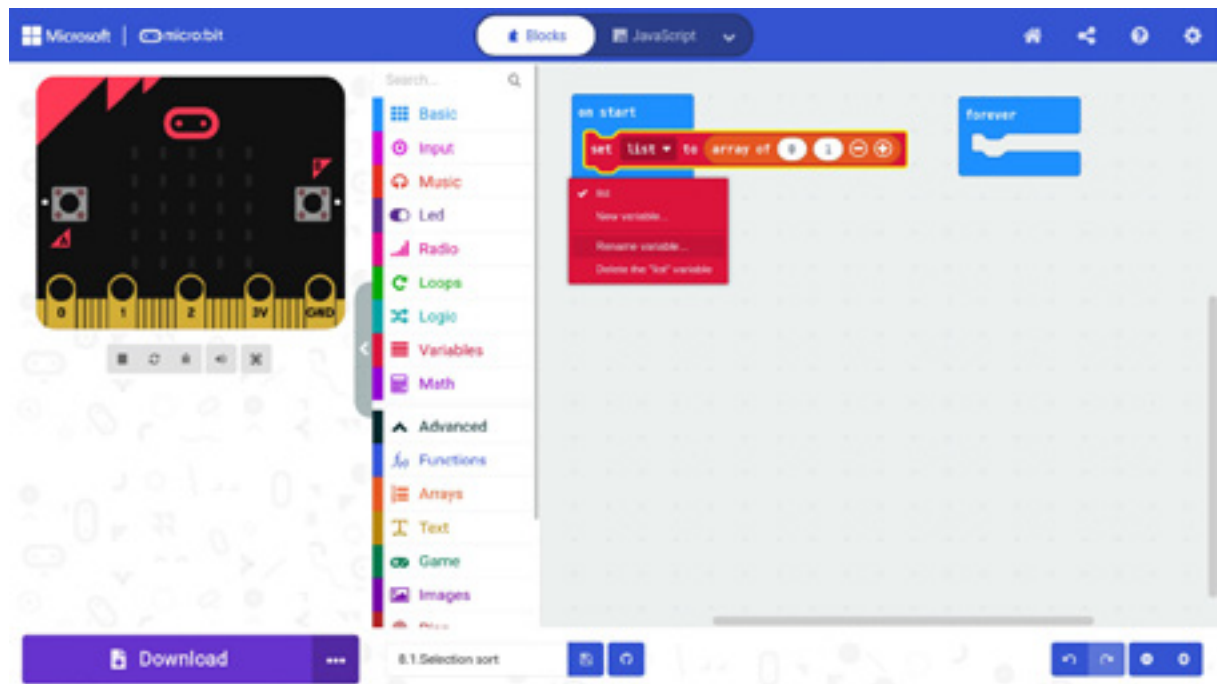 Microsoft | micro:bit
Blocks
JavaScript
Search...
Basic
Input
Music
Led
Radio
Loops
Logic
Variables
Math
Advanced
Functions
Arrays
Text
Game
Images
on start
set list to array of 0 1
list
New variable...
Rename variable...
Delete the "list" variable
forever
B
A
0 1 2 3V GND
Download
8.1.Selection sort